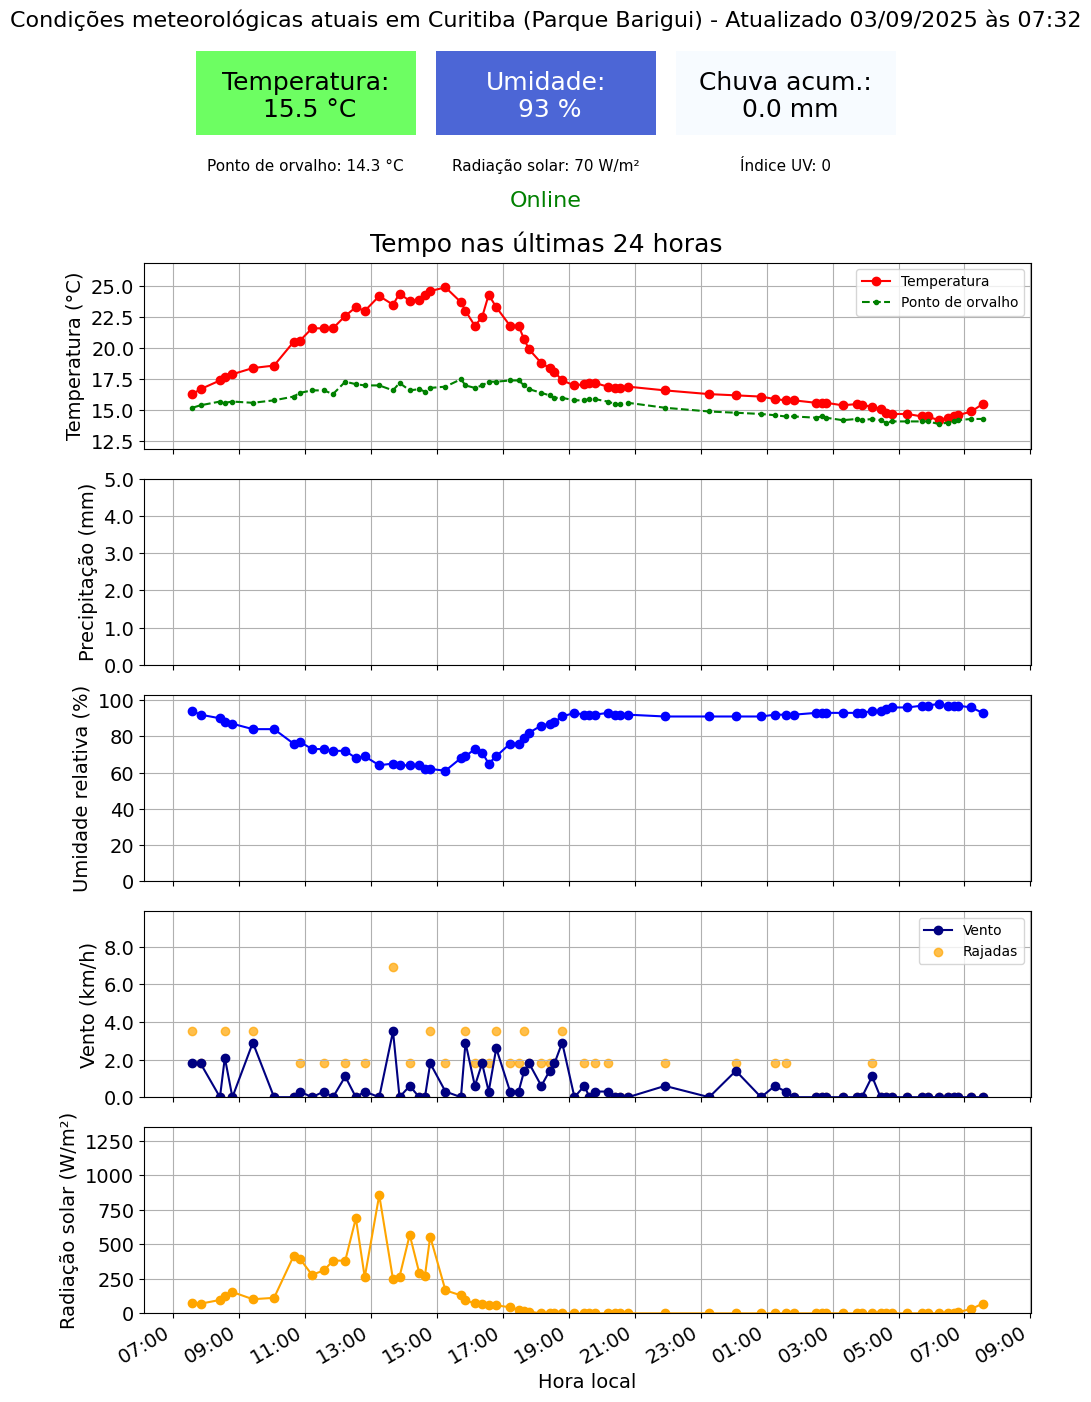 Condições meteorológicas atuais em Curitiba (Parque Barigui) - Atualizado 03/09/2025 às 07:32
Temperatura:
15.5 °C
Umidade:
93 %
Chuva acum.:
0.0 mm
Ponto de orvalho: 14.3 °C
Radiação solar: 70 W/m²
Índice UV: 0
Online
Tempo nas últimas 24 horas
Temperatura (°C)
25.0
22.5
20.0
17.5
15.0
12.5
Temperatura
Ponto de orvalho
Precipitação (mm)
5.0
4.0
3.0
2.0
1.0
0.0
Umidade relativa (%)
100
80
60
40
20
0
Vento (km/h)
8.0
6.0
4.0
2.0
0.0
Vento
Rajadas
Radiação solar (W/m²)
1250
1000
750
500
250
0
07:00
09:00
11:00
13:00
15:00
17:00
19:00
21:00
23:00
01:00
03:00
05:00
07:00
09:00
Hora local